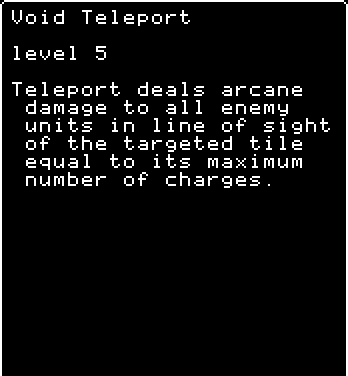 Void Teleport
level 5
Teleport deals arcane
damage to all enemy
units in line of sight
of the targeted tile
equal to its maximum
number of charges.